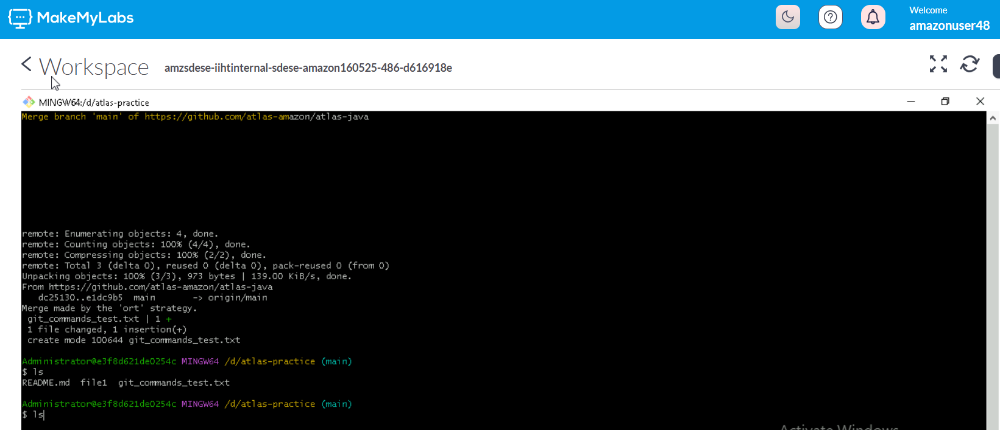 MakeMyLabs
Welcome
amazonuser48
Workspace amzsdese-iihtinternal-sdese-amazon160525-486-d616918e
MINGW64:/d/atlas-practice
Merge branch 'main' of https://github.com/atlas-amazon/atlas-java
remote: Enumerating objects: 4, done.
remote: Counting objects: 100% (4/4), done.
remote: Compressing objects: 100% (2/2), done.
remote: Total 3 (delta 0), reused 0 (delta 0), pack-reused 0 (from 0)
Unpacking objects: 100% (3/3), 973 bytes | 139.00 KiB/s, done.
From https://github.com/atlas-amazon/atlas-java
   dc25130..e1dc9b5  main       -> origin/main
Merge made by the 'ort' strategy.
 git_commands_test.txt | 1 +
 1 file changed, 1 insertion(+)
 create mode 100644 git_commands_test.txt
Administrator@e3f8d621de0254c MINGW64 /d/atlas-practice (main)
$ ls
README.md  file1  git_commands_test.txt
Administrator@e3f8d621de0254c MINGW64 /d/atlas-practice (main)
$ ls
Activate Windows